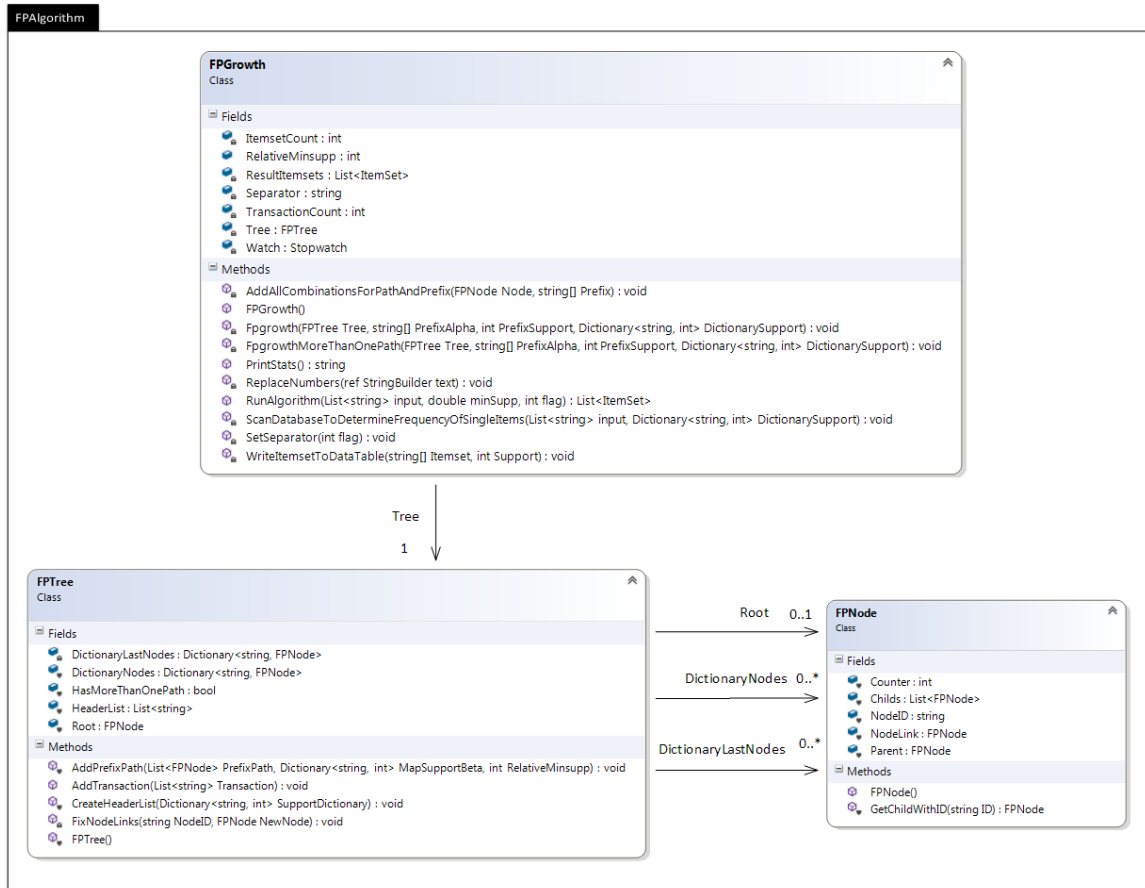 FPAlgorithm
FPGrowth
Class
Fields
ItemsetCount : int
RelativeMinsupp : int
ResultItemsets : List<ItemSet>
Separator : string
TransactionCount : int
Tree : FPTree
Watch : Stopwatch
Methods
AddAllCombinationsForPathAndPrefix(FPNode Node, string[] Prefix) : void
FPGrowth()
Fpgrowth(FPTree Tree, string[] PrefixAlpha, int PrefixSupport, Dictionary<string, int> DictionarySupport) : void
FpgrowthMoreThanOnePath(FPTree Tree, string[] PrefixAlpha, int PrefixSupport, Dictionary<string, int> DictionarySupport) : void
PrintStats() : string
ReplaceNumbers(ref StringBuilder text) : void
RunAlgorithm(List<string> input, double minSupp, int flag) : List<ItemSet>
ScanDatabaseToDetermineFrequencyOfSingleItems(List<string> input, Dictionary<string, int> DictionarySupport) : void
SetSeparator(int flag) : void
WriteItemsetToDataTable(string[] Itemset, int Support) : void
Tree
1
FPTree
Class
Fields
DictionaryLastNodes : Dictionary<string, FPNode>
DictionaryNodes : Dictionary<string, FPNode>
HasMoreThanOnePath : bool
HeaderList : List<string>
Root : FPNode
Methods
AddPrefixPath(List<FPNode> PrefixPath, Dictionary<string, int> MapSupportBeta, int RelativeMinsupp) : void
AddTransaction(List<string> Transaction) : void
CreateHeaderList(Dictionary<string, int> SupportDictionary) : void
FixNodeLinks(string NodeID, FPNode NewNode) : void
FPTree()
Root 0..1
DictionaryNodes 0..*
DictionaryLastNodes 0..*
FPNode
Class
Fields
Counter : int
Childs : List<FPNode>
NodeID : string
NodeLink : FPNode
Parent : FPNode
Methods
FPNode()
GetChildWithID(string ID) : FPNode